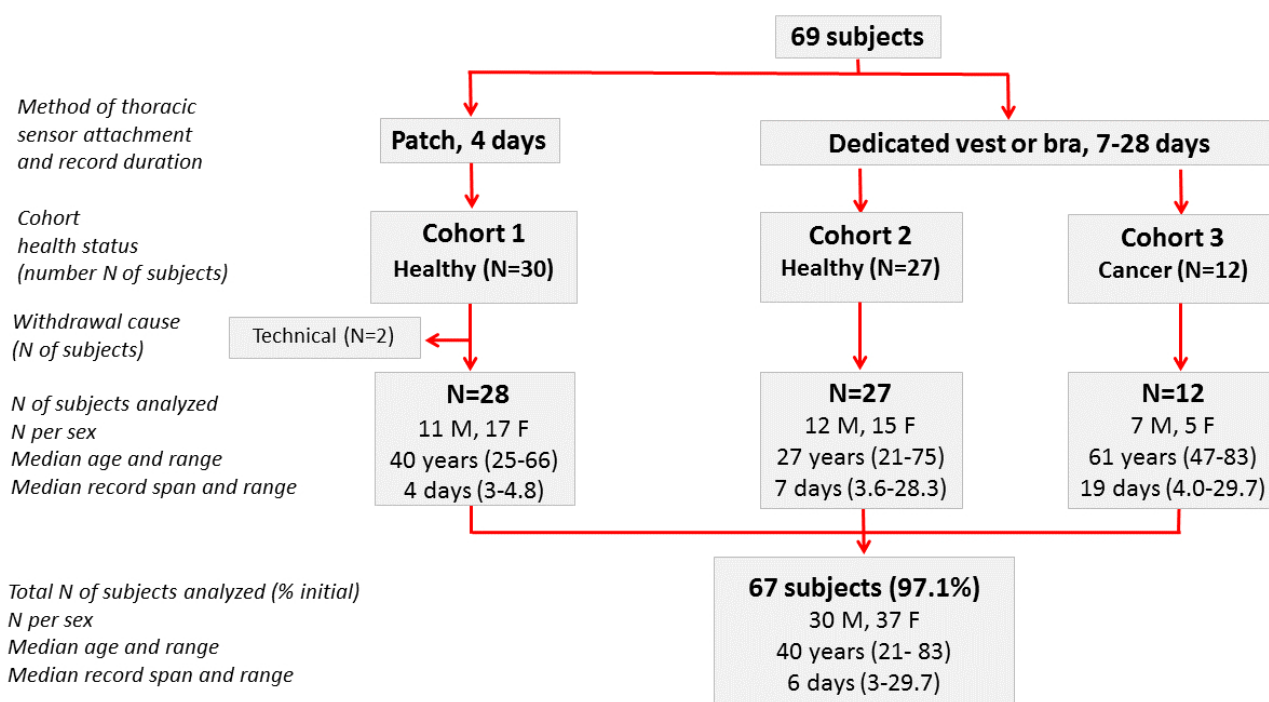 69 subjects
Method of thoracic
sensor attachment
and record duration
Patch, 4 days
Dedicated vest or bra, 7-28 days
Cohort
health status
(number N of subjects)
Cohort 1
Healthy (N=30)
Cohort 2
Healthy (N=27)
Cohort 3
Cancer (N=12)
Withdrawal cause
(N of subjects)
Technical (N=2)
N of subjects analyzed
N per sex
Median age and range
Median record span and range
N=28
11 M, 17 F
40 years (25-66)
4 days (3-4.8)
N=27
12 M, 15 F
27 years (21-75)
7 days (3.6-28.3)
N=12
7 M, 5 F
61 years (47-83)
19 days (4.0-29.7)
Total N of subjects analyzed (% initial)
N per sex
Median age and range
Median record span and range
67 subjects (97.1%)
30 M, 37 F
40 years (21- 83)
6 days (3-29.7)